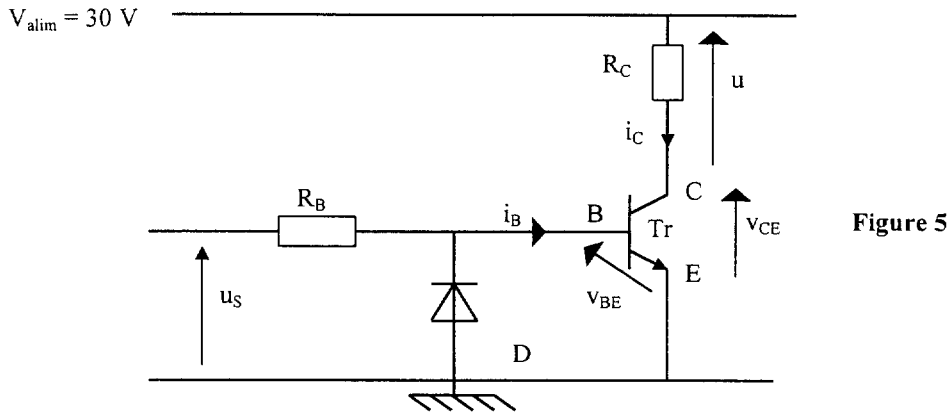 V_alim = 30 V
R_C
u
i_C
R_B
i_B
B
C
Tr
v_CE
Figure 5
E
u_S
v_BE
D